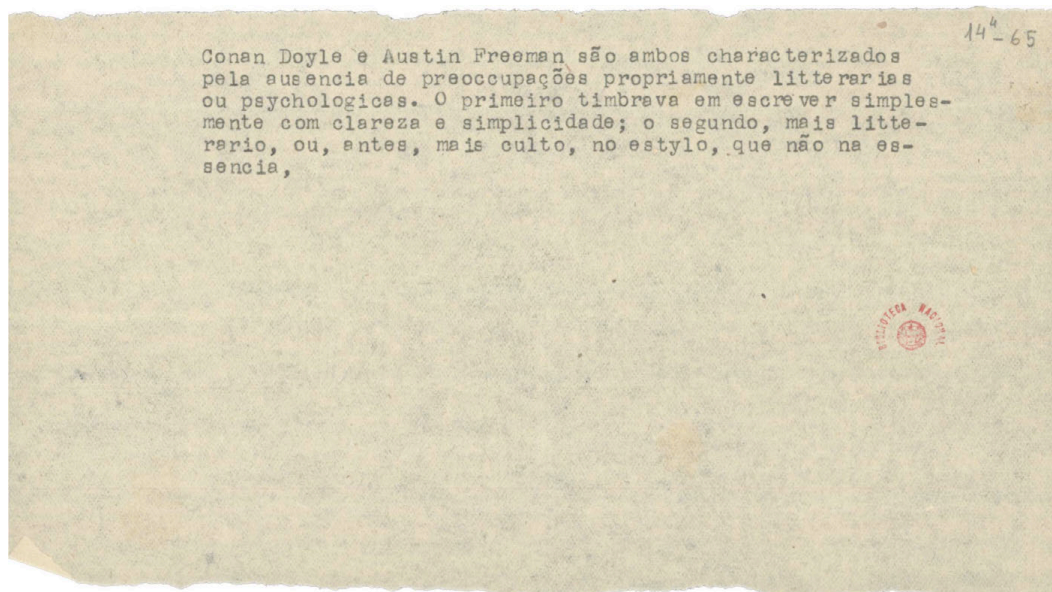 14⁴-65
Conan Doyle e Austin Freeman são ambos characterizados
pela ausencia de preoccupações propriamente litterarias
ou psychologicas. O primeiro timbrava em escrever simples-
mente com clareza e simplicidade; o segundo, mais litte-
rario, ou, antes, mais culto, no estylo, que não na es-
sencia,
BIBLIOTECA NACIONAL